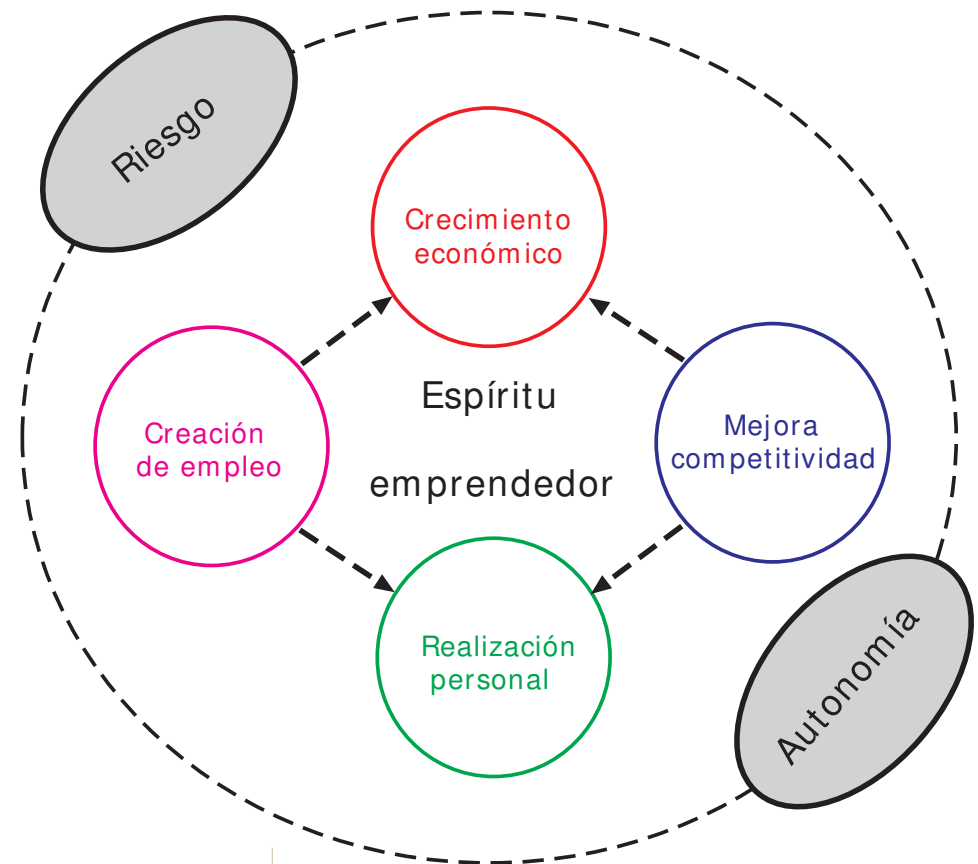 Riesgo
Crecimiento
económico
Espíritu
emprendedor
Creación
de empleo
Mejora
competitividad
Realización
personal
Autonomía